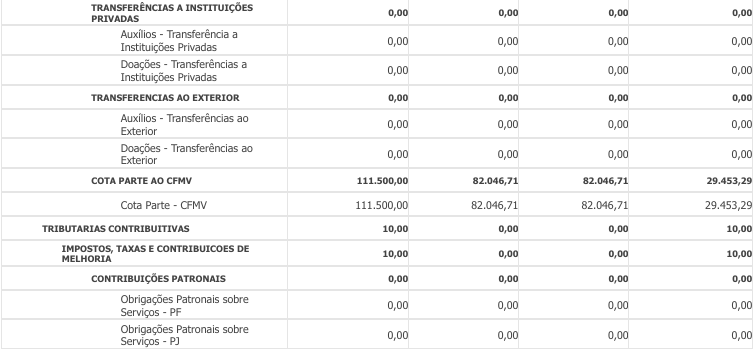 TRANSFERÊNCIAS A INSTITUIÇÕES
PRIVADAS 0,00 0,00 0,00 0,00
Auxílios - Transferência a
Instituições Privadas 0,00 0,00 0,00 0,00
Doações - Transferências a
Instituições Privadas 0,00 0,00 0,00 0,00
TRANSFERENCIAS AO EXTERIOR 0,00 0,00 0,00 0,00
Auxílios - Transferências ao
Exterior 0,00 0,00 0,00 0,00
Doações - Transferências ao
Exterior 0,00 0,00 0,00 0,00
COTA PARTE AO CFMV 111.500,00 82.046,71 82.046,71 29.453,29
Cota Parte - CFMV 111.500,00 82.046,71 82.046,71 29.453,29
TRIBUTARIAS CONTRIBUITIVAS 10,00 0,00 0,00 10,00
IMPOSTOS, TAXAS E CONTRIBUICOES DE
MELHORIA 10,00 0,00 0,00 10,00
CONTRIBUIÇÕES PATRONAIS 0,00 0,00 0,00 0,00
Obrigações Patronais sobre
Serviços - PF 0,00 0,00 0,00 0,00
Obrigações Patronais sobre
Serviços - PJ 0,00 0,00 0,00 0,00